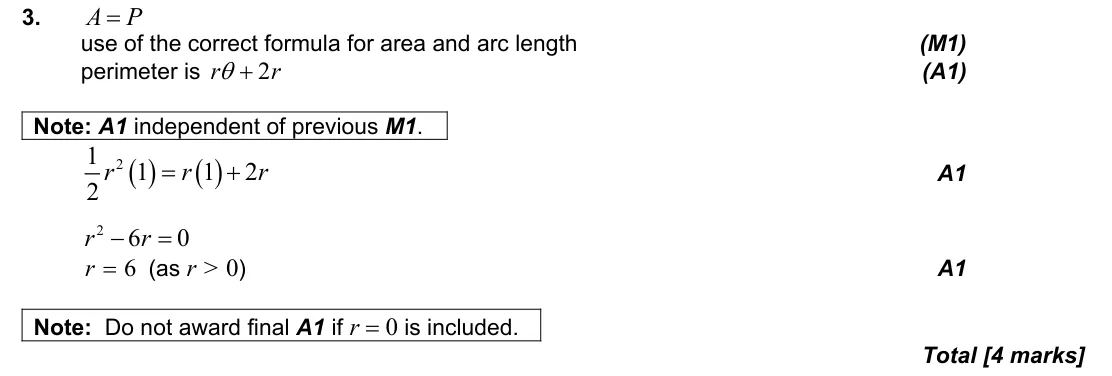 3. A = P
use of the correct formula for area and arc length (M1)
perimeter is rθ + 2r (A1)
Note: A1 independent of previous M1.
1/2 r² (1) = r(1) + 2r A1
r² − 6r = 0
r = 6 (as r > 0) A1
Note: Do not award final A1 if r = 0 is included.
Total [4 marks]